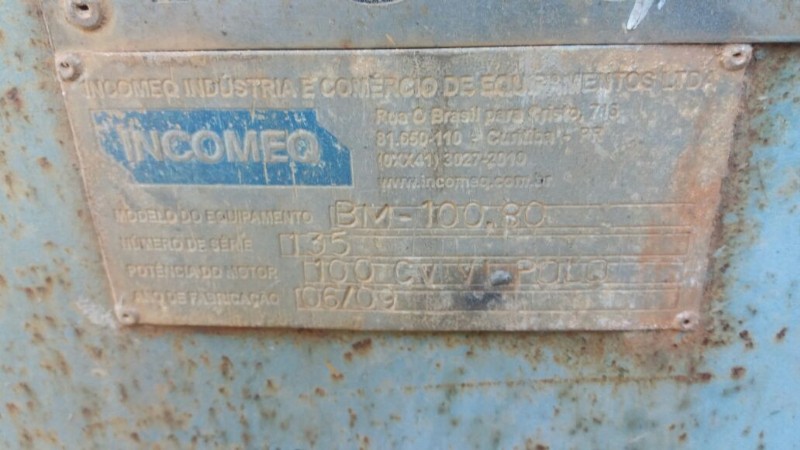 INCOMEQ INDÚSTRIA E COMÉRCIO DE EQUIPAMENTOS LTDA
INCOMEQ
Rua O Brasil para Cristo, 715
81.650-110 - Curitiba - PR
(0XX41) 3027-2010
www.incomeq.com.br
MODELO DO EQUIPAMENTO BM-100.80
NÚMERO DE SÉRIE 135
POTÊNCIA DO MOTOR 100 CV
ANO DE FABRICAÇÃO 06/09